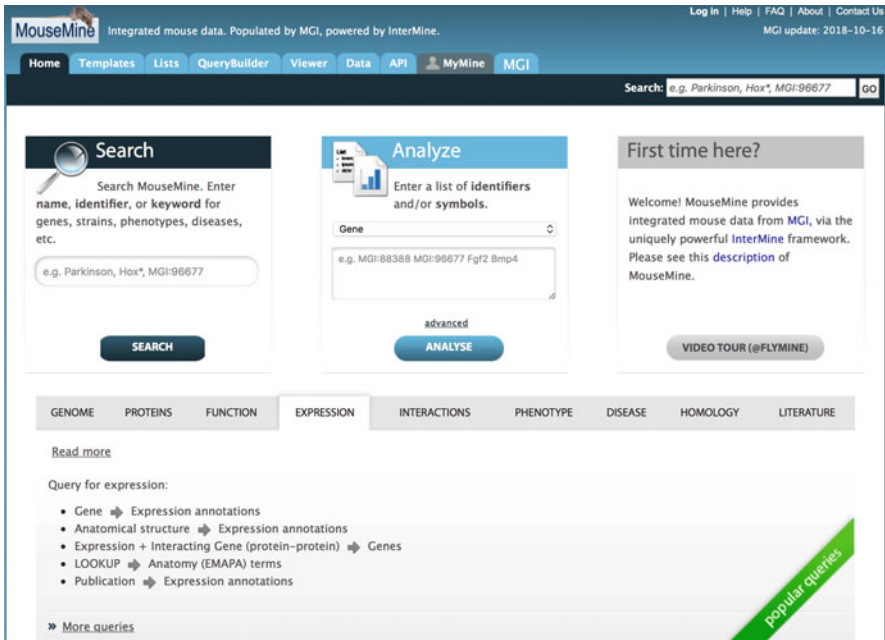 Log in | Help | FAQ | About | Contact Us
MouseMine
Integrated mouse data. Populated by MGI, powered by InterMine.
MGI update: 2018-10-16
Home Templates Lists QueryBuilder Viewer Data API MyMine MGI
Search: e.g. Parkinson, Hox*, MGI:96677 GO
Search
Search MouseMine. Enter
name, identifier, or keyword for
genes, strains, phenotypes, diseases,
etc.
e.g. Parkinson, Hox*, MGI:96677
SEARCH
List
Analyze
Enter a list of identifiers
and/or symbols.
Gene
e.g. MGI:88388 MGI:96677 Fgf2 Bmp4
advanced
ANALYSE
First time here?
Welcome! MouseMine provides
integrated mouse data from MGI, via the
uniquely powerful InterMine framework.
Please see this description of
MouseMine.
VIDEO TOUR (@FLYMINE)
GENOME PROTEINS FUNCTION EXPRESSION INTERACTIONS PHENOTYPE DISEASE HOMOLOGY LITERATURE
Read more
Query for expression:
• Gene ➡ Expression annotations
• Anatomical structure ➡ Expression annotations
• Expression + Interacting Gene (protein-protein) ➡ Genes
• LOOKUP ➡ Anatomy (EMAPA) terms
• Publication ➡ Expression annotations
» More queries
popular queries